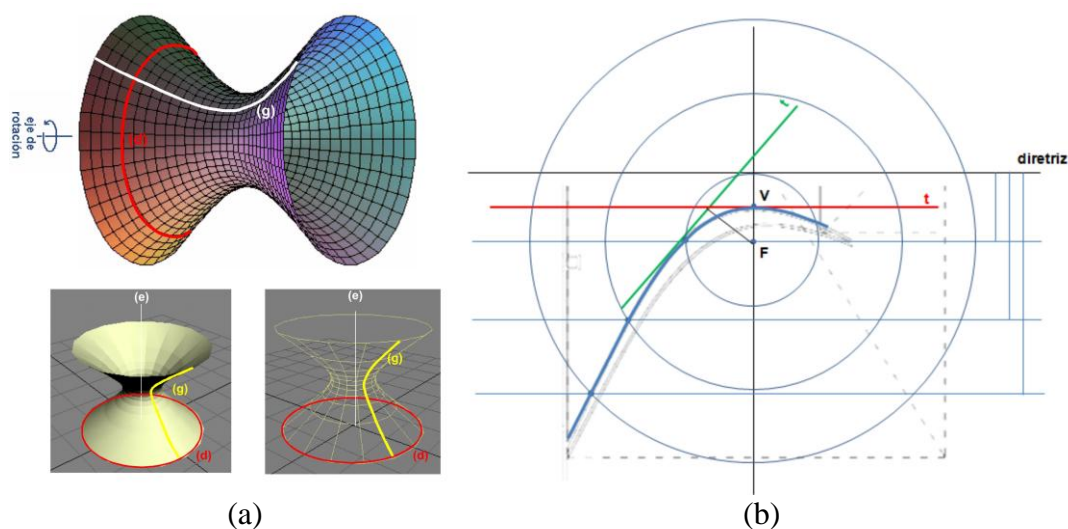 eje de
rotación
(d)
(g)
(e)
(g)
(d)
(e)
(g)
(d)
(a)
t'
diretriz
V
t
F
(b)